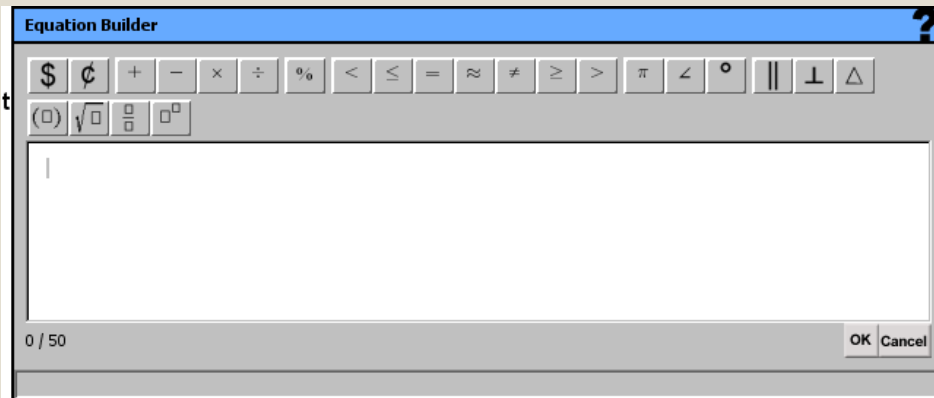 Equation Builder ?
$ ¢ + − × ÷ % < ≤ = ≈ ≠ ≥ > π ∠ ° ∥ ⊥ △
t
(□) √□ □/□ □^□
0 / 50
OK Cancel